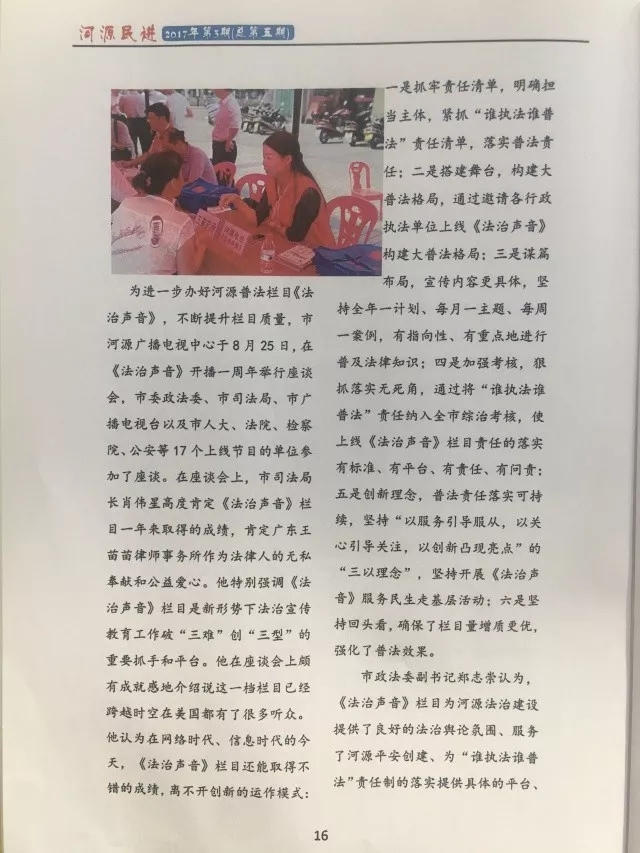 河源民进 2017年第3期(总第五期)
为进一步办好河源普法栏目《法
治声音》，不断提升栏目质量，市
河源广播电视中心于8月25日，在
《法治声音》开播一周年举行座谈
会，市委政法委、市司法局、市广
播电视台以及市人大、法院、检察
院、公安等17个上线节目的单位参
加了座谈。在座谈会上，市司法局
长肖伟星高度肯定《法治声音》栏
目一年来取得的成绩，肯定广东王
苗苗律师事务所作为法律人的无私
奉献和公益爱心。他特别强调《法
治声音》栏目是新形势下法治宣传
教育工作破“三难”创“三型”的
重要抓手和平台。他在座谈会上颇
有成就感地介绍说这一档栏目已经
跨越时空在美国都有了很多听众。
他认为在网络时代、信息时代的今
天，《法治声音》栏目还能取得不
错的成绩，离不开创新的运作模式：
一是抓牢责任清单，明确担
当主体，紧抓“谁执法谁普
法”责任清单，落实普法责
任；二是搭建舞台，构建大
普法格局，通过邀请各行政
执法单位上线《法治声音》
构建大普法格局；三是谋篇
布局，宣传内容更具体，坚
持全年一计划、每月一主题、每周
一案例，有指向性、有重点地进行
普及法律知识；四是加强考核，狠
抓落实无死角，通过将“谁执法谁
普法”责任纳入全市综治考核，使
上线《法治声音》栏目责任的落实
有标准、有平台、有责任、有问责；
五是创新理念，普法责任落实可持
续，坚持“以服务引导服从，以关
心引导关注，以创新凸现亮点”的
“三以理念”，坚持开展《法治声
音》服务民生走基层活动；六是坚
持回头看，确保了栏目量增质更优，
强化了普法效果。
市政法委副书记郑志崇认为，
《法治声音》栏目为河源法治建设
提供了良好的法治舆论氛围、服务
了河源平安创建、为“谁执法谁普
法”责任制的落实提供具体的平台、
16